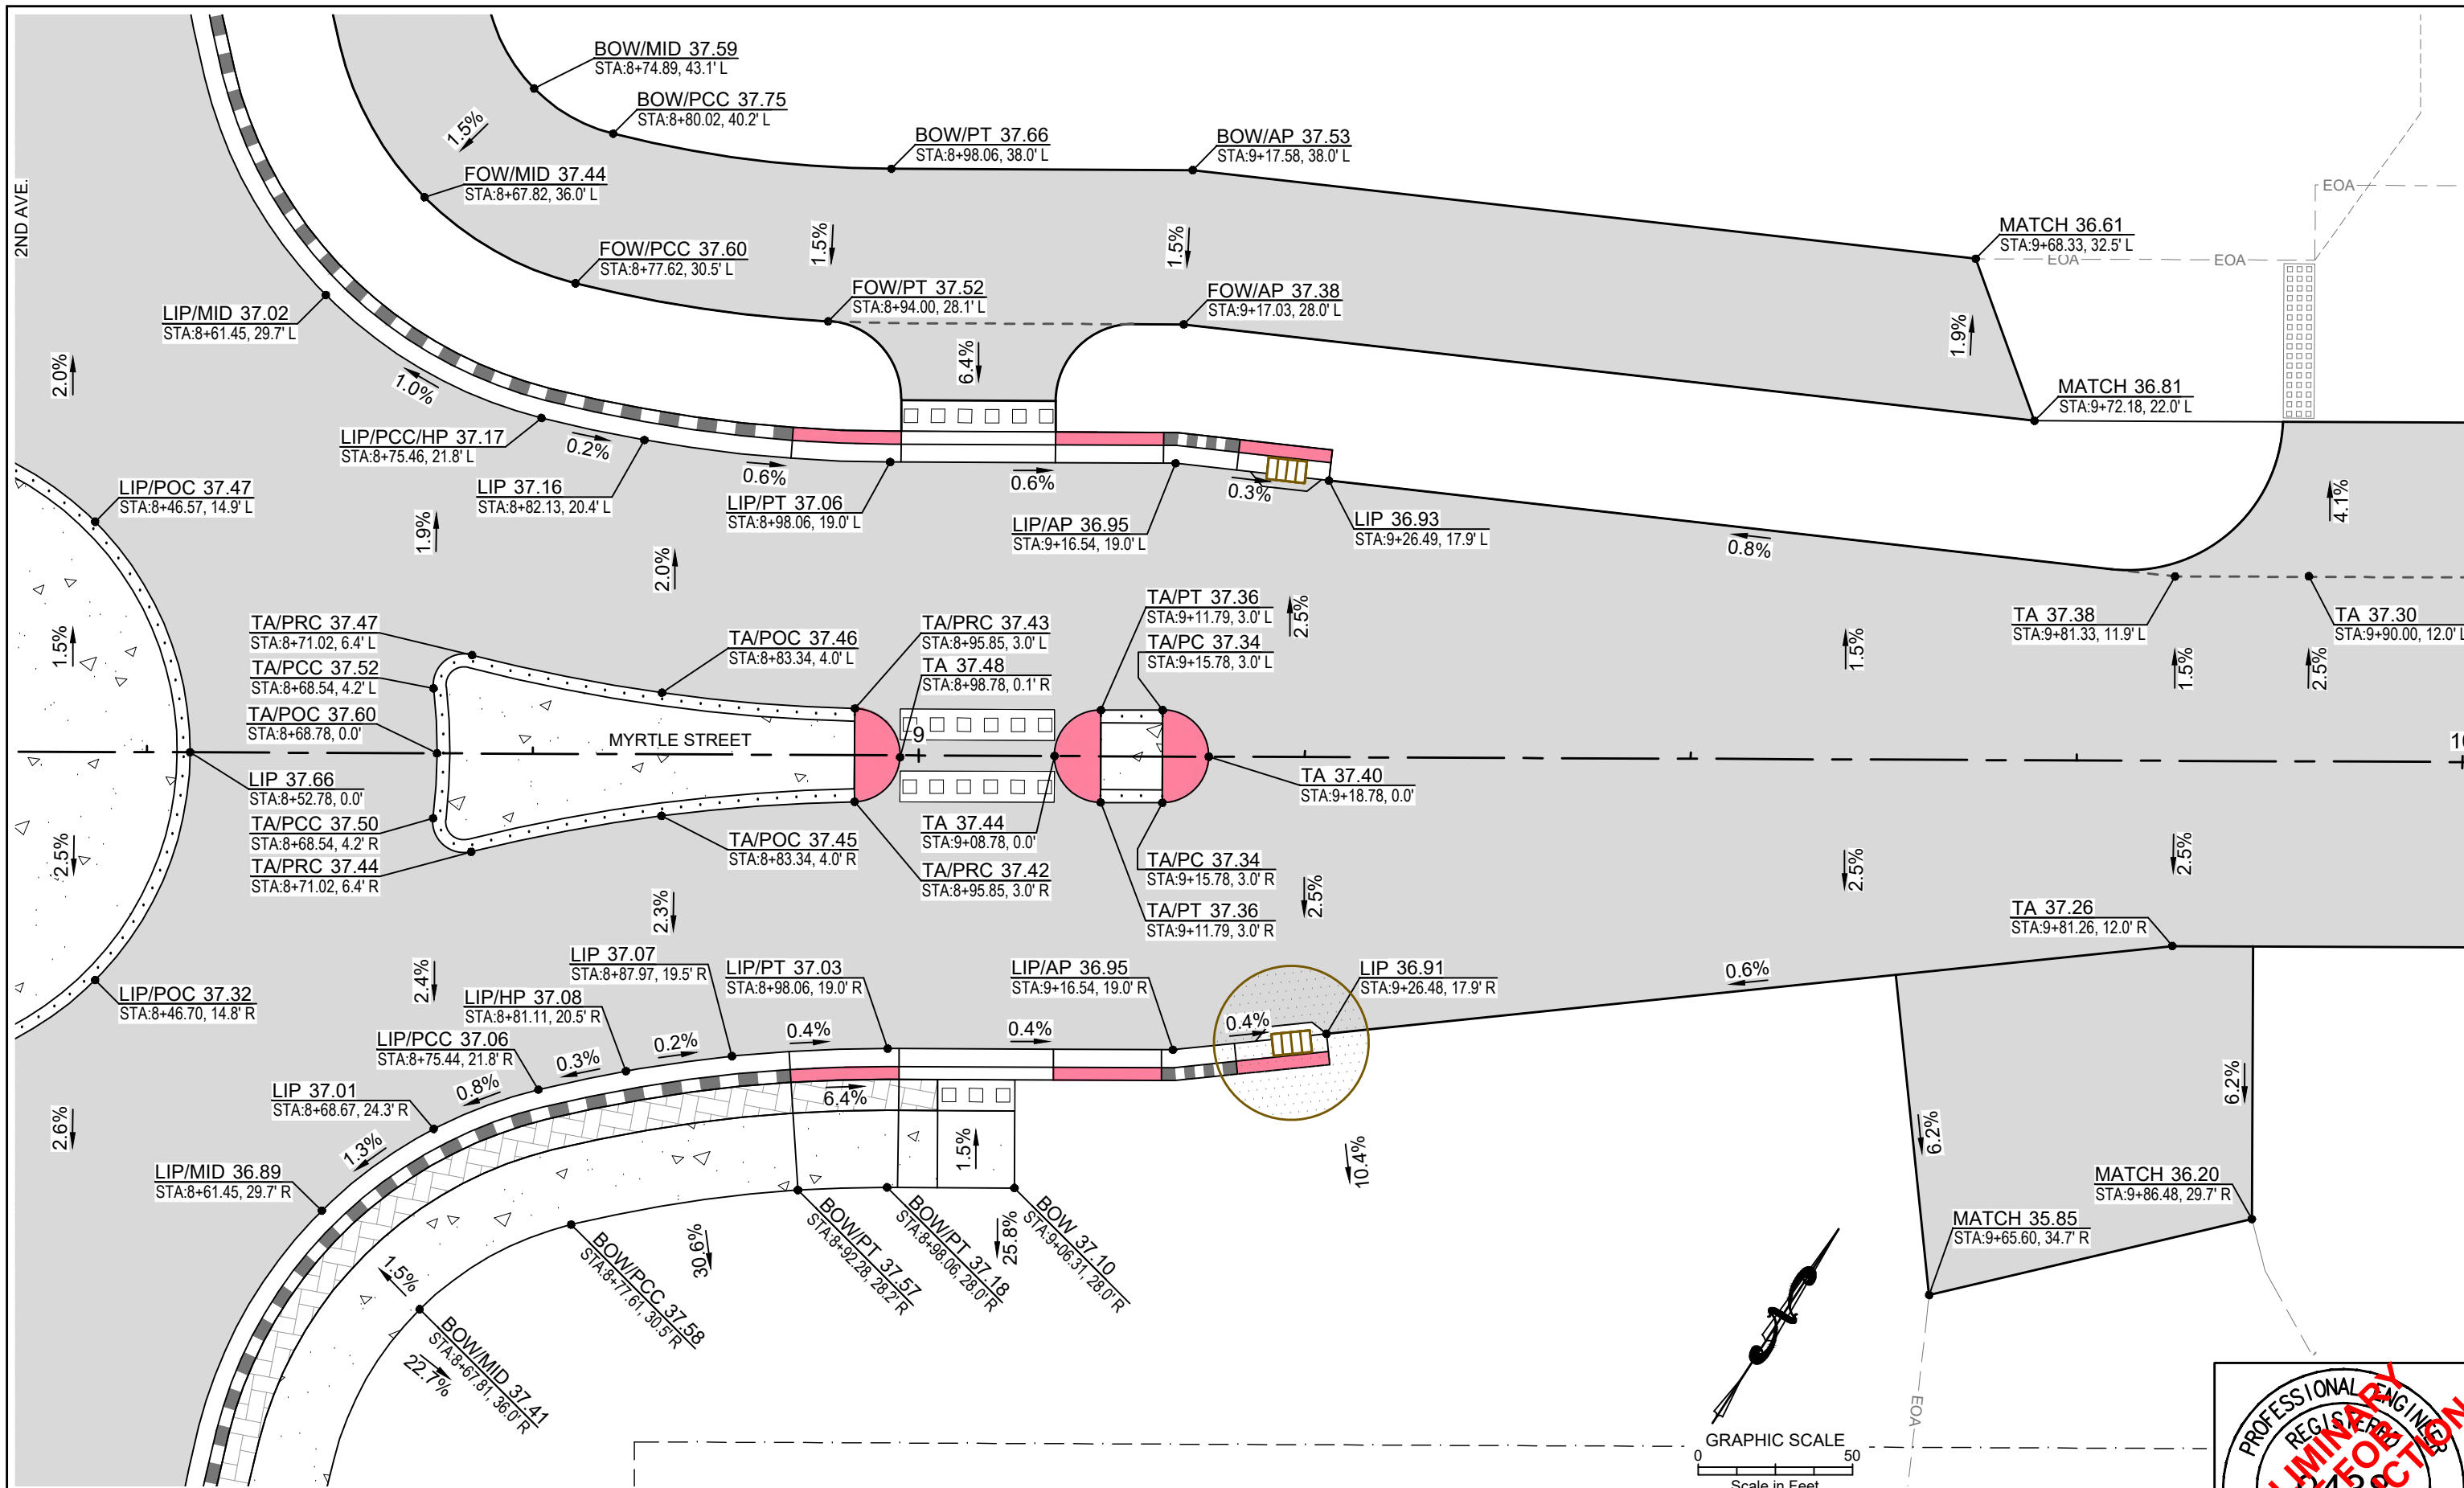 2ND AVE.
BOW/MID 37.59
STA:8+74.89, 43.1' L
BOW/PCC 37.75
STA:8+80.02, 40.2' L
1.5%
BOW/PT 37.66
STA:8+98.06, 38.0' L
BOW/AP 37.53
STA:9+17.58, 38.0' L
FOW/MID 37.44
STA:8+67.82, 36.0' L
EOA
MATCH 36.61
STA:9+68.33, 32.5' L
EOA
EOA
FOW/PCC 37.60
STA:8+77.62, 30.5' L
1.5%
1.5%
FOW/PT 37.52
STA:8+94.00, 28.1' L
FOW/AP 37.38
STA:9+17.03, 28.0' L
LIP/MID 37.02
STA:8+61.45, 29.7' L
2.0%
1.0%
6.4%
1.9%
MATCH 36.81
STA:9+72.18, 22.0' L
LIP/PCC/HP 37.17
STA:8+75.46, 21.8' L
0.2%
0.6%
0.6%
0.3%
LIP/POC 37.47
STA:8+46.57, 14.9' L
LIP 37.16
STA:8+82.13, 20.4' L
LIP/PT 37.06
STA:8+98.06, 19.0' L
LIP/AP 36.95
STA:9+16.54, 19.0' L
LIP 36.93
STA:9+26.49, 17.9' L
4.1%
0.8%
1.9%
2.0%
TA/PRC 37.47
STA:8+71.02, 6.4' L
TA/PCC 37.52
STA:8+68.54, 4.2' L
TA/POC 37.60
STA:8+68.78, 0.0'
TA/POC 37.46
STA:8+83.34, 4.0' L
TA/PRC 37.43
STA:8+95.85, 3.0' L
TA 37.48
STA:8+98.78, 0.1' R
TA/PT 37.36
STA:9+11.79, 3.0' L
TA/PC 37.34
STA:9+15.78, 3.0' L
2.5%
1.5%
TA 37.38
STA:9+81.33, 11.9' L
TA 37.30
STA:9+90.00, 12.0' L
1.5%
2.5%
1.5%
MYRTLE STREET
9
LIP 37.66
STA:8+52.78, 0.0'
TA 37.40
STA:9+18.78, 0.0'
TA/PCC 37.50
STA:8+68.54, 4.2' R
TA/PRC 37.44
STA:8+71.02, 6.4' R
TA/POC 37.45
STA:8+83.34, 4.0' R
TA 37.44
STA:9+08.78, 0.0'
TA/PRC 37.42
STA:8+95.85, 3.0' R
TA/PC 37.34
STA:9+15.78, 3.0' R
TA/PT 37.36
STA:9+11.79, 3.0' R
2.5%
2.3%
2.5%
2.5%
2.5%
TA 37.26
STA:9+81.26, 12.0' R
LIP/POC 37.32
STA:8+46.70, 14.8' R
2.4%
LIP 37.07
STA:8+87.97, 19.5' R
LIP/PT 37.03
STA:8+98.06, 19.0' R
LIP/AP 36.95
STA:9+16.54, 19.0' R
LIP 36.91
STA:9+26.48, 17.9' R
0.6%
LIP/HP 37.08
STA:8+81.11, 20.5' R
LIP/PCC 37.06
STA:8+75.44, 21.8' R
0.3%
0.2%
0.4%
0.4%
0.4%
LIP 37.01
STA:8+68.67, 24.3' R
0.8%
6.4%
1.5%
6.2%
6.2%
2.6%
1.3%
LIP/MID 36.89
STA:8+61.45, 29.7' R
10.4%
MATCH 36.20
STA:9+86.48, 29.7' R
MATCH 35.85
STA:9+65.60, 34.7' R
BOW/PT 37.57
STA:8+92.28, 28.2' R
BOW/PT 37.18
STA:8+98.06, 28.0' R
25.8%
BOW 37.10
STA:9+06.31, 28.0' R
30.6%
BOW/PCC 37.58
STA:8+77.61, 30.5' R
1.5%
BOW/MID 37.41
STA:8+67.81, 36.0' R
22.7%
EOA
GRAPHIC SCALE
0 50
Scale in Feet
PROFESSIONAL ENGINEER